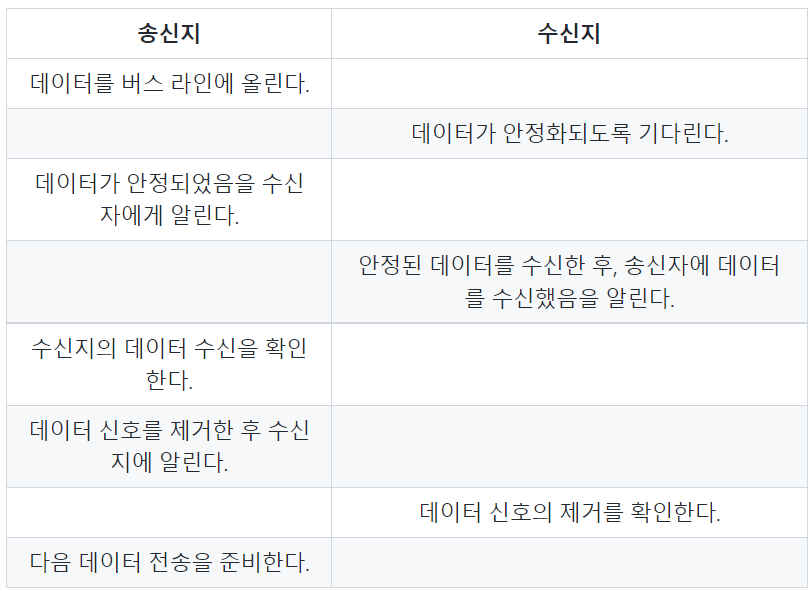 송신지
수신지
데이터를 버스 라인에 올린다.
데이터가 안정화되도록 기다린다.
데이터가 안정되었음을 수신
자에게 알린다.
안정된 데이터를 수신한 후, 송신자에 데이터
를 수신했음을 알린다.
수신지의 데이터 수신을 확인
한다.
데이터 신호를 제거한 후 수신
지에 알린다.
데이터 신호의 제거를 확인한다.
다음 데이터 전송을 준비한다.